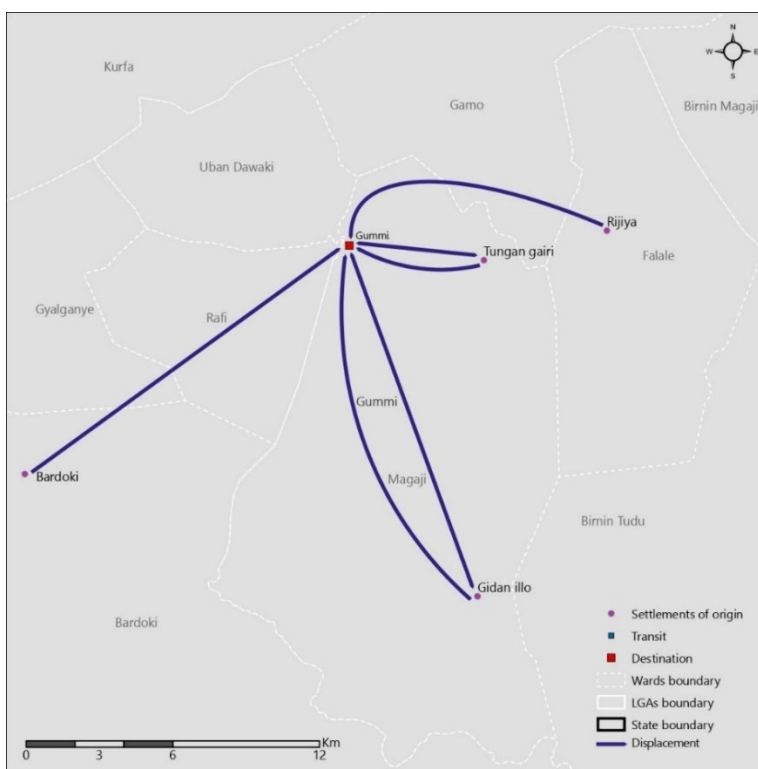 N
W E
S
Kurfa
Gamo
Birnin Magaji
Uban Dawaki
Rijiya
Gummi
Tungan gairi
Falale
Gyalganye
Rafi
Gummi
Bardoki
Magaji
Birnin Tudu
Gidan illo
Bardoki
Settlements of origin
Transit
Destination
Wards boundary
LGAs boundary
State boundary
Displacement
Km
0 3 6 12